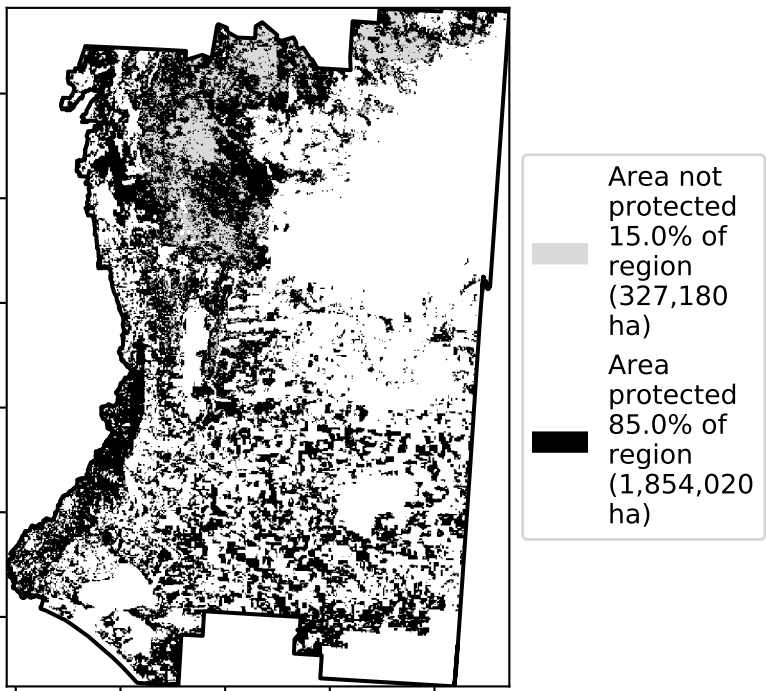 Area not
protected
15.0% of
region
(327,180
ha)
Area
protected
85.0% of
region
(1,854,020
ha)